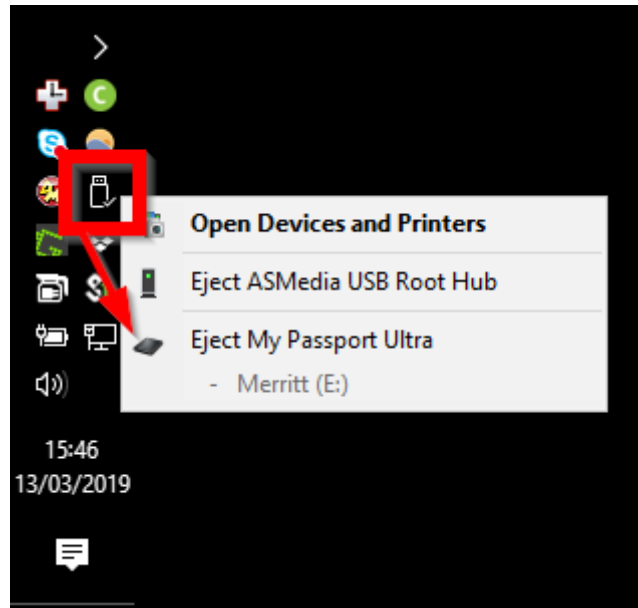 Open Devices and Printers
Eject ASMedia USB Root Hub
Eject My Passport Ultra
- Merritt (E:)
15:46
13/03/2019